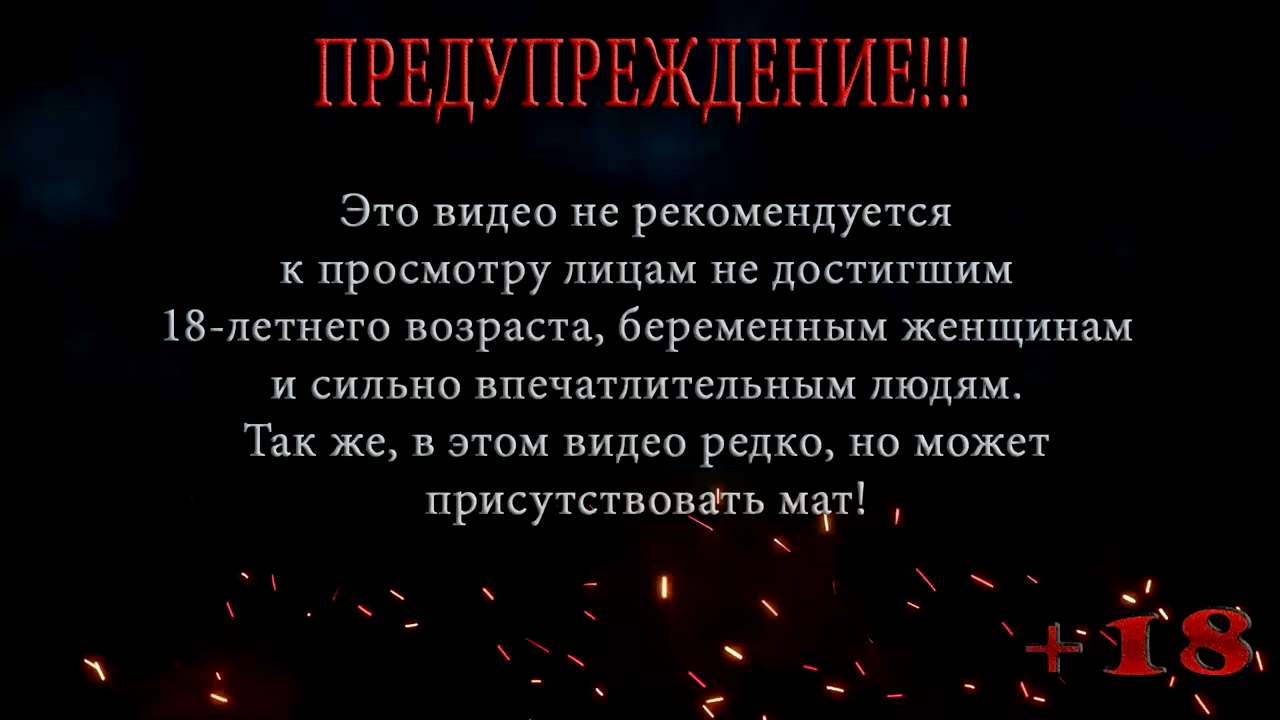 ПРЕДУПРЕЖДЕНИЕ!!!
Это видео не рекомендуется
к просмотру лицам не достигшим
18-летнего возраста, беременным женщинам
и сильно впечатлительным людям.
Так же, в этом видео редко, но может
присутствовать мат!
+18